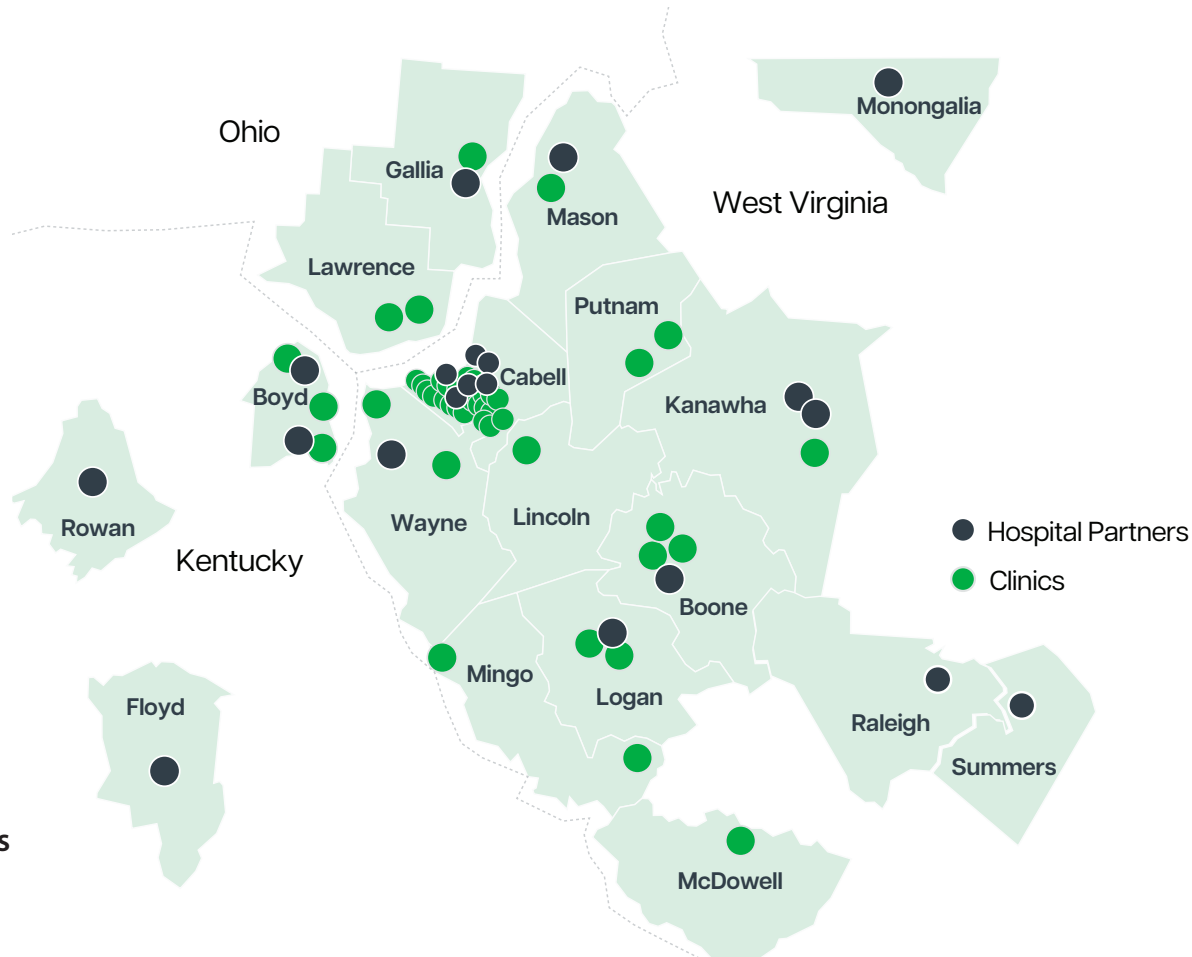 Monongalia
Ohio
Gallia
West Virginia
Mason
Lawrence
Putnam
Cabell
Boyd
Kanawha
Rowan
Wayne
Lincoln
Hospital Partners
Kentucky
Clinics
Boone
Mingo
Logan
Floyd
Raleigh
Summers
s
McDowell